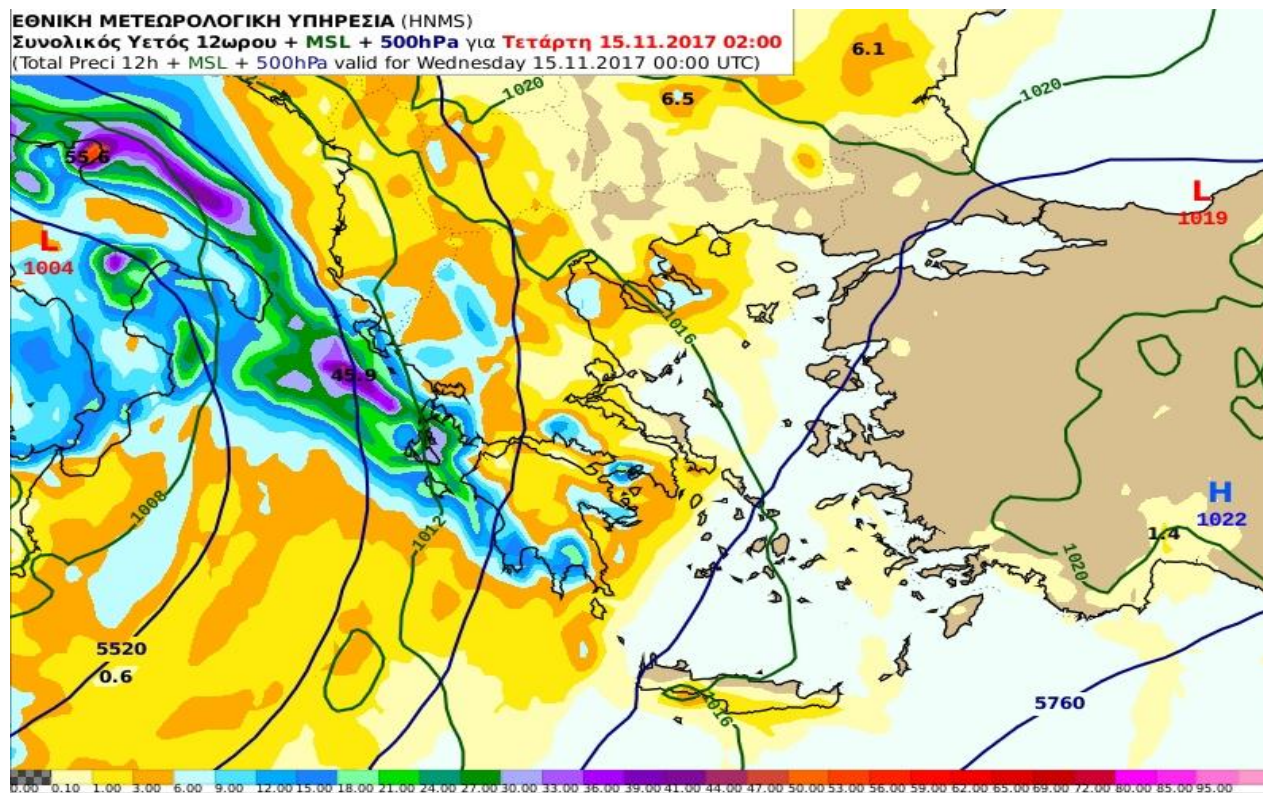 ΕΘΝΙΚΗ ΜΕΤΕΩΡΟΛΟΓΙΚΗ ΥΠΗΡΕΣΙΑ (HNMS)
Συνολικός Υετός 12ωρου + MSL + 500hPa για Τετάρτη 15.11.2017 02:00
(Total Preci 12h + MSL + 500hPa valid for Wednesday 15.11.2017 00:00 UTC)
6.1
6.5
1020
1020
55.6
L
1019
L
1004
1016
45.9
H
1022
1008
1012
1.4
1020
5520
0.6
1016
5760
0.00 0.10 1.00 3.00 6.00 9.00 12.00 15.00 18.00 21.00 24.00 27.00 30.00 33.00 36.00 39.00 41.00 44.00 47.00 50.00 53.00 56.00 59.00 62.00 65.00 69.00 72.00 80.00 85.00 95.00